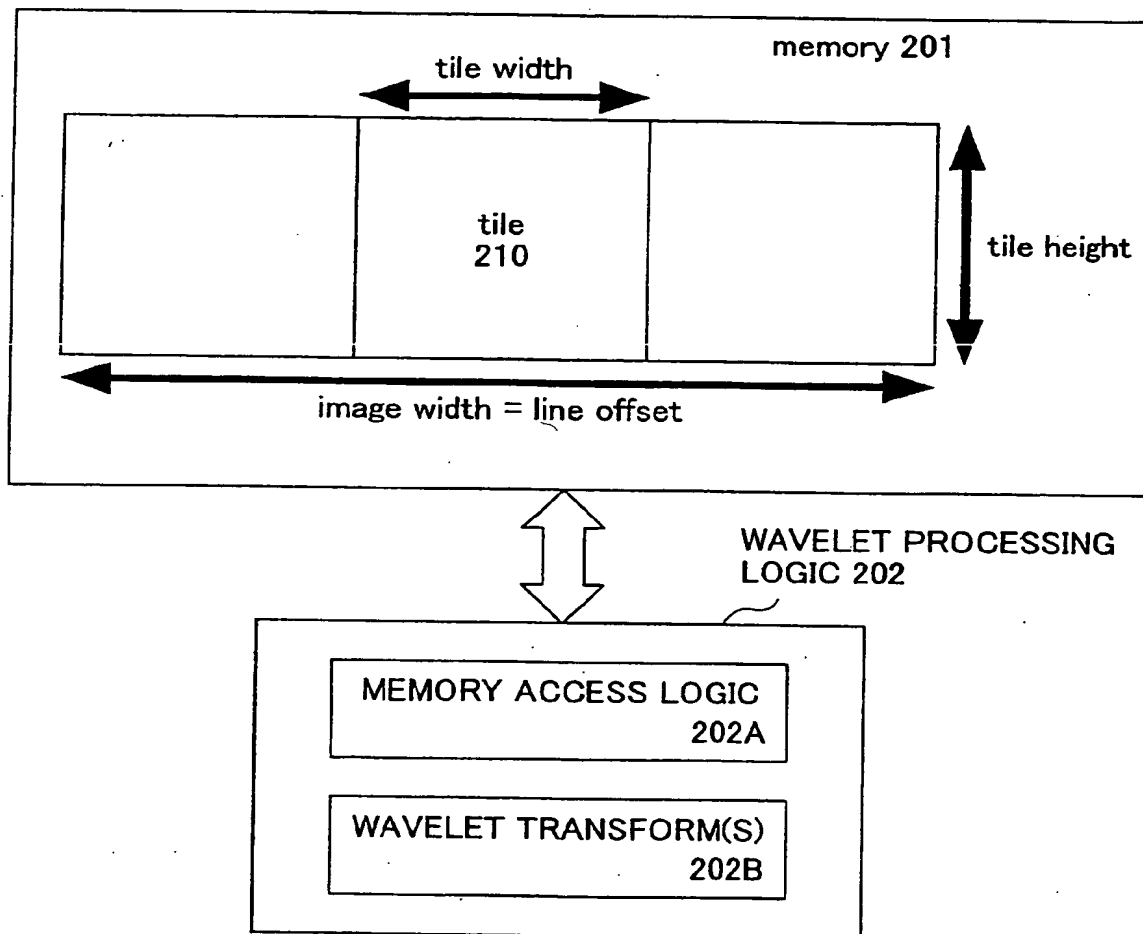 memory 201
tile width
tile
210
tile height
image width = line offset
WAVELET PROCESSING
LOGIC 202
MEMORY ACCESS LOGIC
202A
WAVELET TRANSFORM(S)
202B